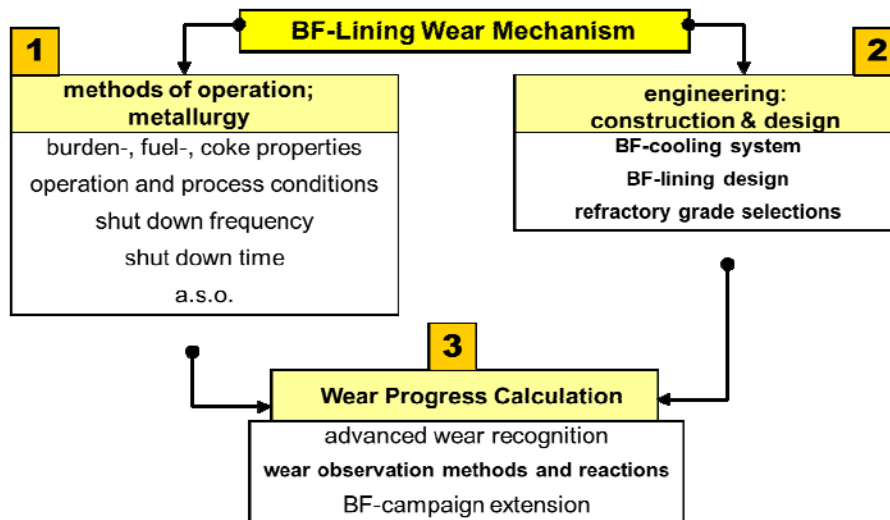 BF-Lining Wear Mechanism
1
methods of operation;
metallurgy
burden-, fuel-, coke properties
operation and process conditions
shut down frequency
shut down time
a.s.o.
2
engineering:
construction & design
BF-cooling system
BF-lining design
refractory grade selections
3
Wear Progress Calculation
advanced wear recognition
wear observation methods and reactions
BF-campaign extension